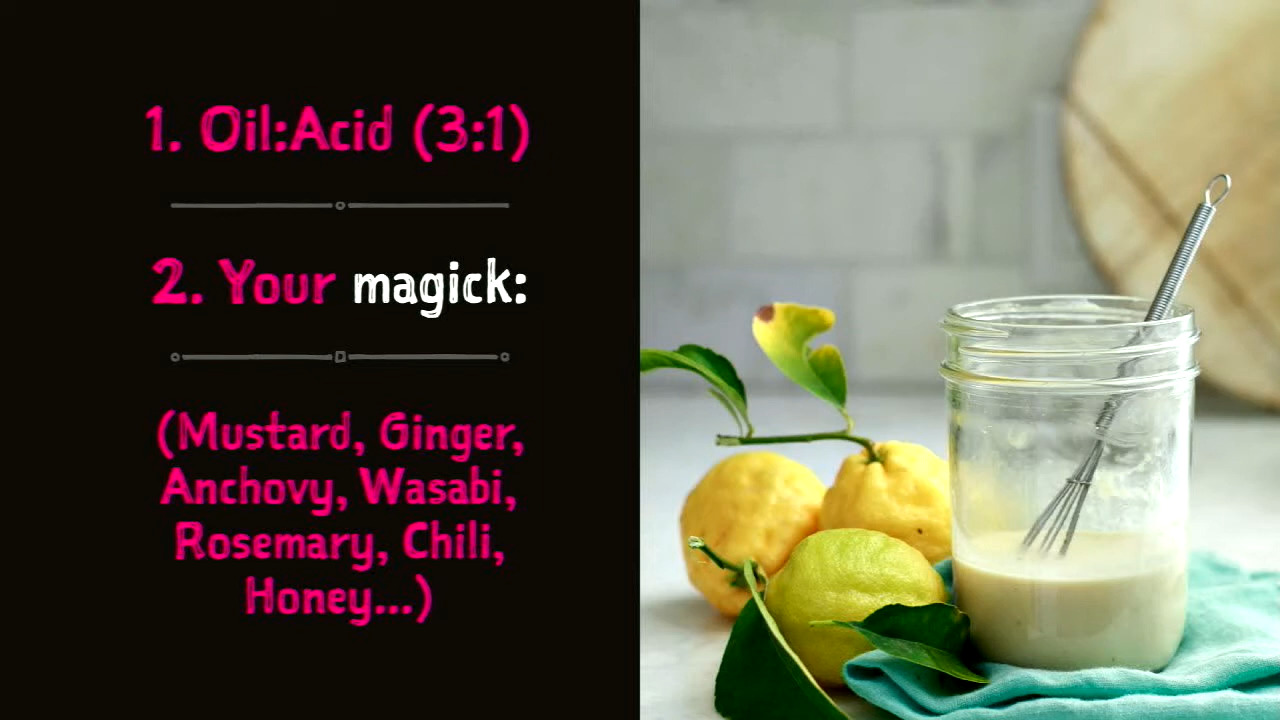 1. Oil:Acid (3:1)
2. Your magick:
(Mustard, Ginger,
Anchovy, Wasabi,
Rosemary, Chili,
Honey...)